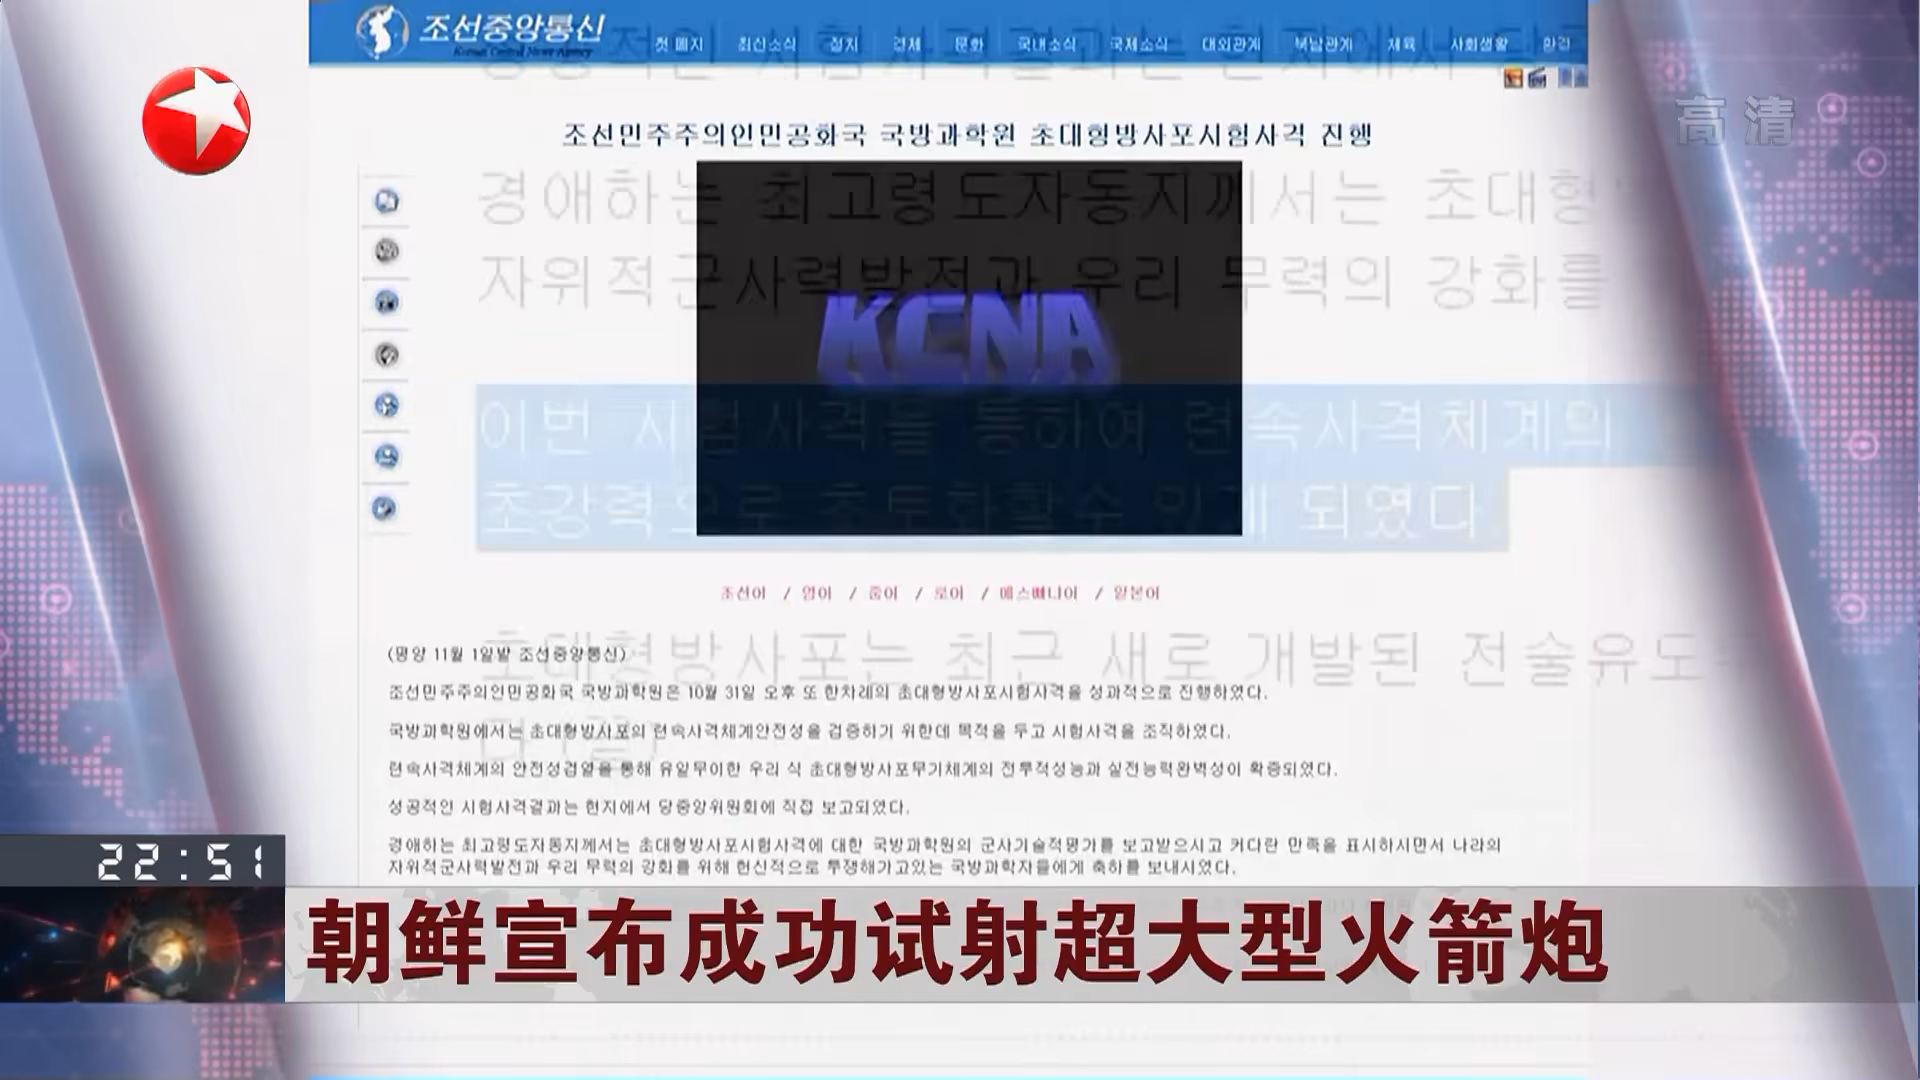 조선중앙통신
Korean Central News Agency
첫 페지 최신소식 정치 경제 문화 국내소식 국제소식 대외관계 북남관계 체육 사회생활 환경
高清
조선민주주의인민공화국 국방과학원 초대형방사포시험사격 진행
경애하는 최고령도자동지께서는 초대형
자위적군사력발전과 우리 무력의 강화를
KCNA
이번 시험사격을 통하여 련속사격체계의
초강력으로 초토화할수 있게 되였다.
조선어 / 영어 / 중어 / 로어 / 에스빠냐어 / 일본어
초대형방사포는 최근 새로 개발된 전술유도
(평양 11월 1일발 조선중앙통신)
조선민주주의인민공화국 국방과학원은 10월 31일 오후 또 한차례의 초대형방사포시험사격을 성과적으로 진행하였다.
국방과학원에서는 초대형방사포의 련속사격체계안전성을 검증하기 위한데 목적을 두고 시험사격을 조직하였다.
련속사격체계의 안전성검열을 통해 유일무이한 우리 식 초대형방사포무기체계의 전투적성능과 실전능력완벽성이 확증되였다.
성공적인 시험사격결과는 현지에서 당중앙위원회에 직접 보고되였다.
경애하는 최고령도자동지께서는 초대형방사포시험사격에 대한 국방과학원의 군사기술적평가를 보고받으시고 커다란 만족을 표시하시면서 나라의
자위적군사력발전과 우리 무력의 강화를 위해 헌신적으로 투쟁해가고있는 국방과학자들에게 축하를 보내시였다.
22:51
朝鲜宣布成功试射超大型火箭炮